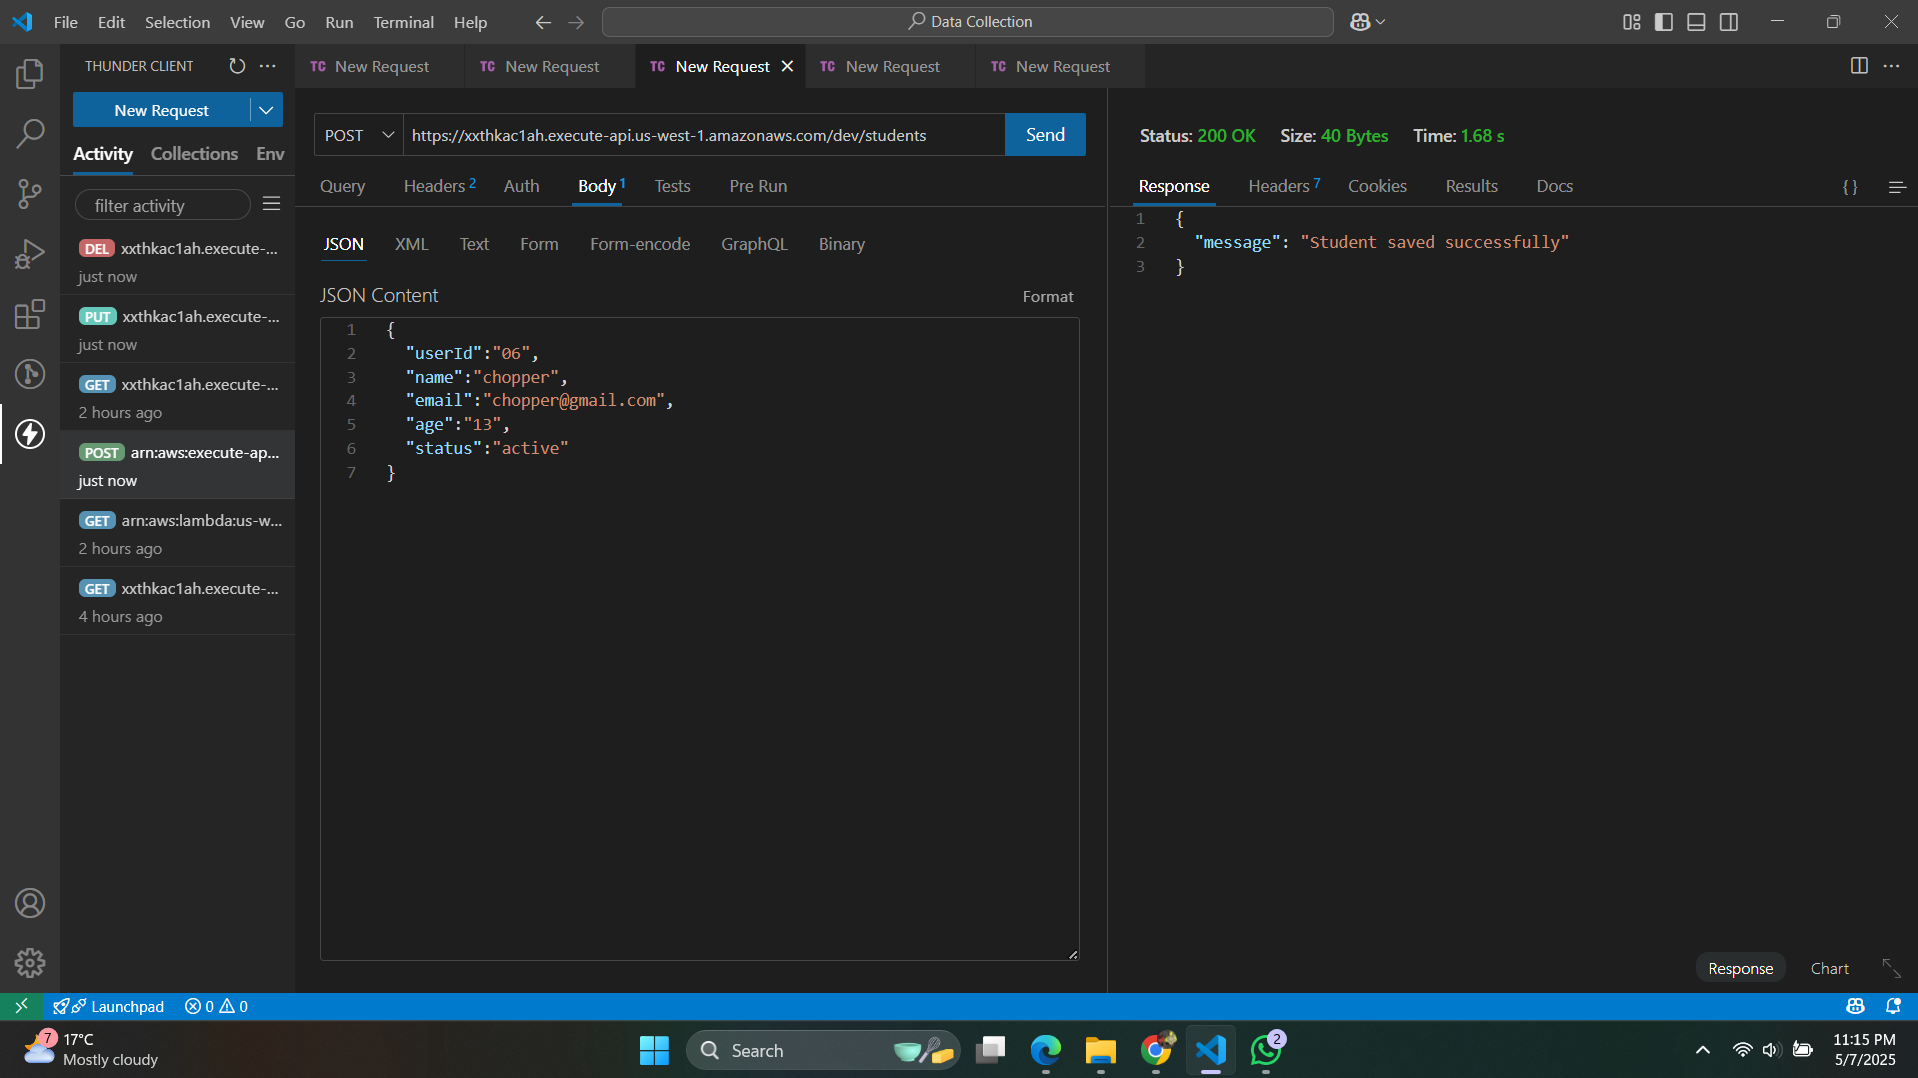 File Edit Selection View Go Run Terminal Help
Data Collection
THUNDER CLIENT
New Request
Activity Collections Env
filter activity
DEL xxthkac1ah.execute-...
just now
PUT xxthkac1ah.execute-...
just now
GET xxthkac1ah.execute-...
2 hours ago
POST arn:aws:execute-ap...
just now
GET arn:aws:lambda:us-w...
2 hours ago
GET xxthkac1ah.execute-...
4 hours ago
TC New Request TC New Request TC New Request TC New Request TC New Request
POST https://xxthkac1ah.execute-api.us-west-1.amazonaws.com/dev/students Send
Query Headers 2 Auth Body 1 Tests Pre Run
JSON XML Text Form Form-encode GraphQL Binary
JSON Content Format
1 {
2 "userId":"06",
3 "name":"chopper",
4 "email":"chopper@gmail.com",
5 "age":"13",
6 "status":"active"
7 }
Status: 200 OK Size: 40 Bytes Time: 1.68 s
Response Headers 7 Cookies Results Docs {}
1 {
2 "message": "Student saved successfully"
3 }
Response Chart
Launchpad 0 0
7 17°C
Mostly cloudy
Search
2
11:15 PM
5/7/2025